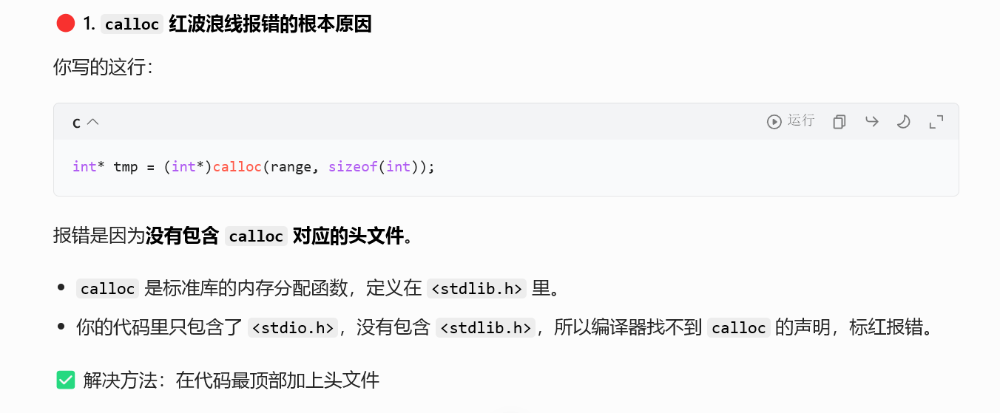 1. calloc 红波浪线报错的根本原因
你写的这行：
C
运行
int* tmp = (int*)calloc(range, sizeof(int));
报错是因为没有包含 calloc 对应的头文件。
• calloc 是标准库的内存分配函数，定义在 <stdlib.h> 里。
• 你的代码里只包含了 <stdio.h>，没有包含 <stdlib.h>，所以编译器找不到 calloc 的声明，标红报错。
✅ 解决方法：在代码最顶部加上头文件